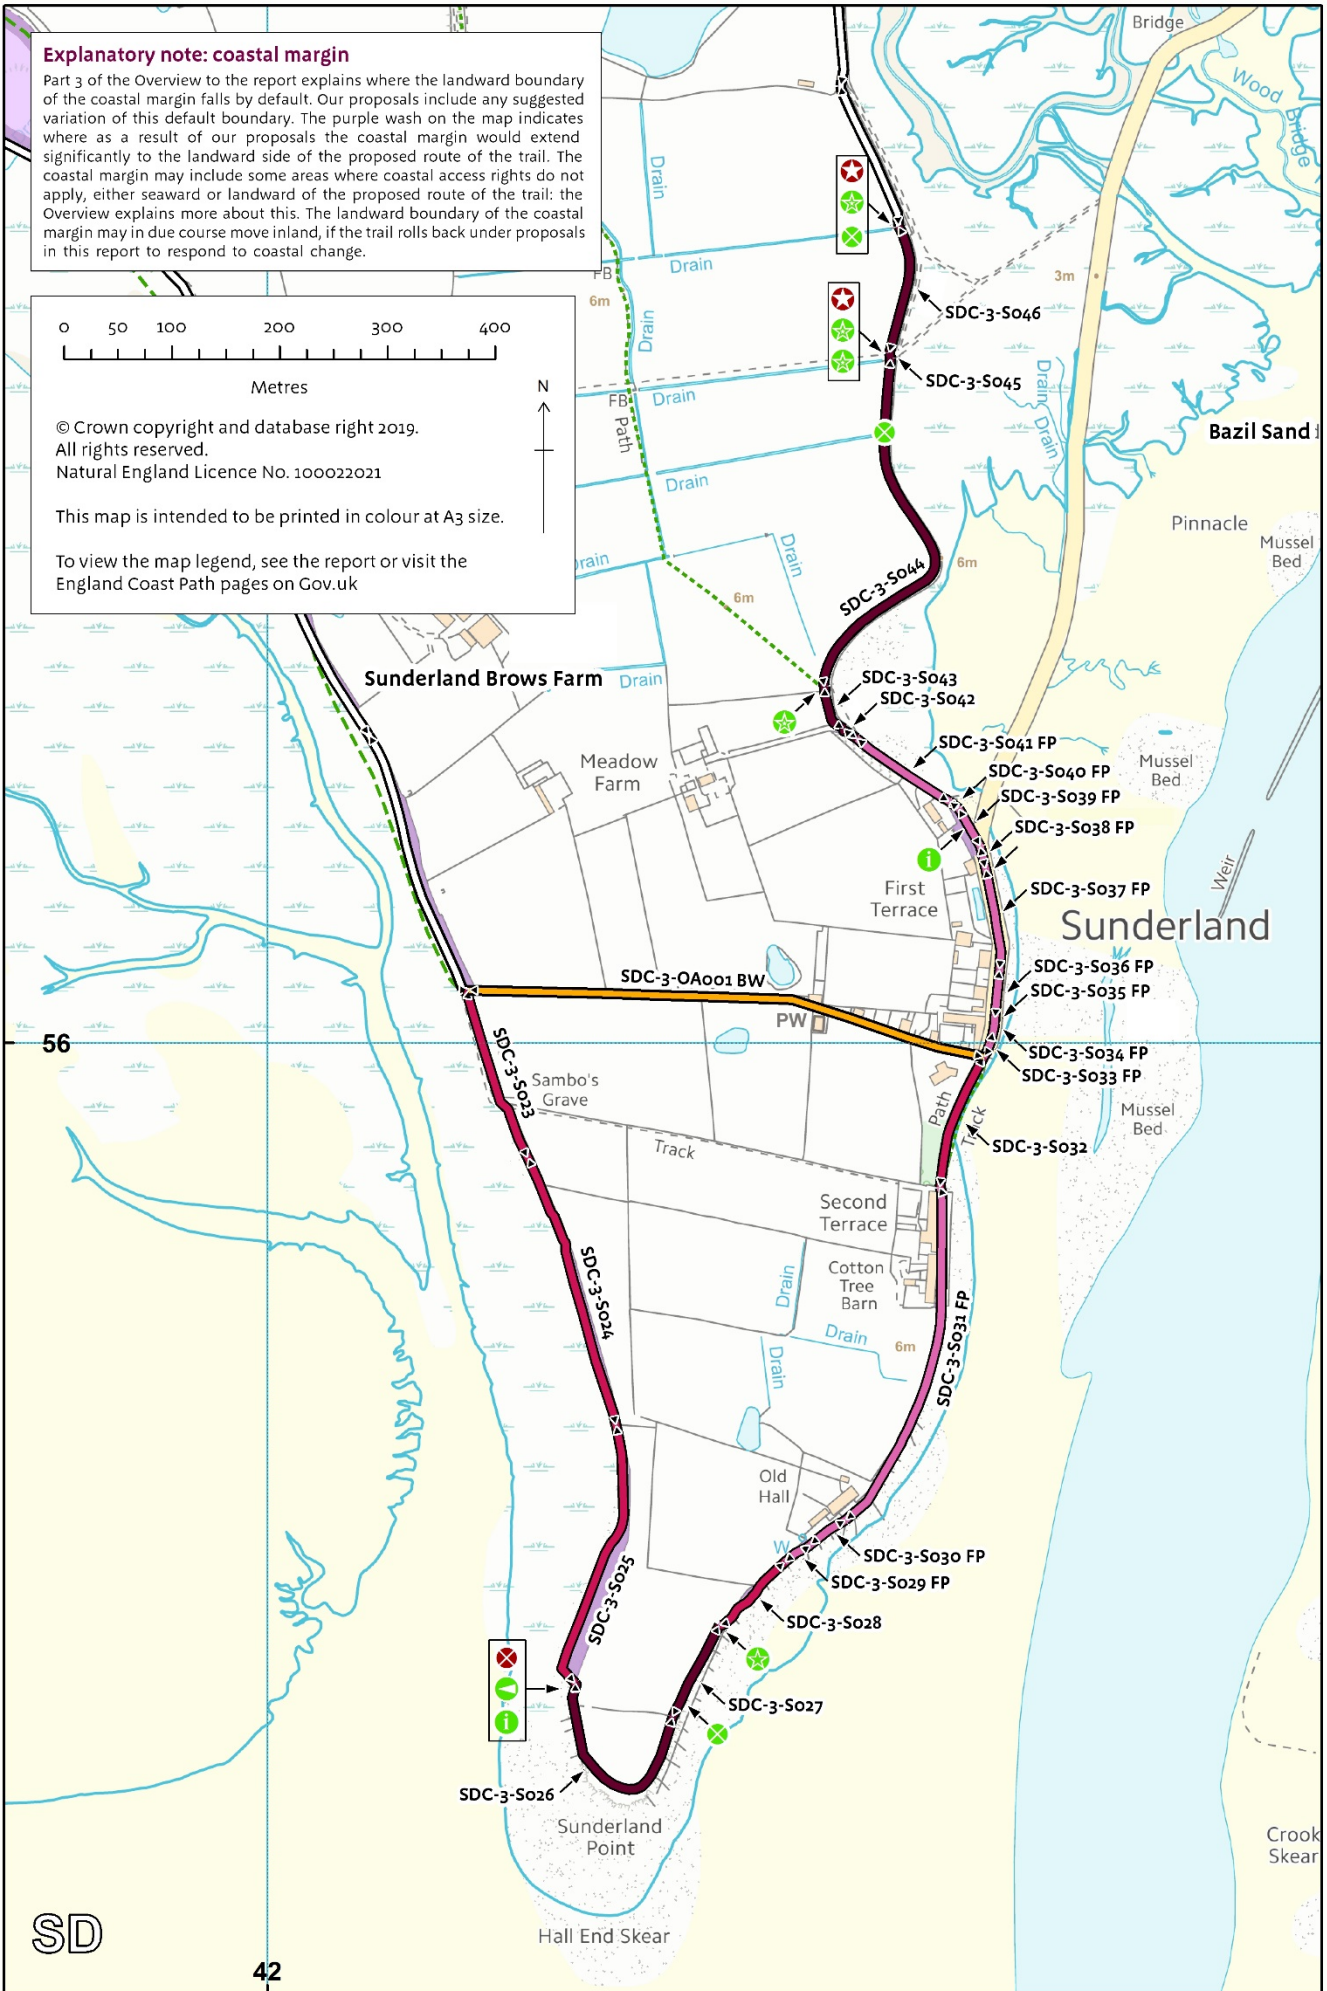 Explanatory note: coastal margin
Part 3 of the Overview to the report explains where the landward boundary
of the coastal margin falls by default. Our proposals include any suggested
variation of this default boundary. The purple wash on the map indicates
where as a result of our proposals the coastal margin would extend
significantly to the landward side of the proposed route of the trail. The
coastal margin may include some areas where coastal access rights do not
apply, either seaward or landward of the proposed route of the trail: the
Overview explains more about this. The landward boundary of the coastal
margin may in due course move inland, if the trail rolls back under proposals
in this report to respond to coastal change.
0 50 100 200 300 400
Metres
N
© Crown copyright and database right 2019.
All rights reserved.
Natural England Licence No. 100022021
This map is intended to be printed in colour at A3 size.
To view the map legend, see the report or visit the
England Coast Path pages on Gov.uk
Bridge
Wood
Bridge
Drain
FB
Drain
6m
3m
Drain
SDC-3-S046
SDC-3-S045
FB
Drain
Path
Drain
Drain
Bazil Sand
Drain
Pinnacle
Mussel
Bed
Drain
Drain
6m
6m
SDC-3-S044
Sunderland Brows Farm
Drain
SDC-3-S043
SDC-3-S042
SDC-3-S041 FP
Meadow
Farm
Mussel
Bed
SDC-3-S040 FP
SDC-3-S039 FP
SDC-3-S038 FP
i
First
Terrace
SDC-3-S037 FP
Weir
Sunderland
SDC-3-OA001 BW
SDC-3-S036 FP
SDC-3-S035 FP
PW
56
SDC-3-S034 FP
SDC-3-S033 FP
SDC-3-S023
Sambo's
Grave
Path
Track
Mussel
Bed
SDC-3-S032
Track
Second
Terrace
SDC-3-S024
Cotton
Tree
Barn
Drain
Drain
6m
Drain
SDC-3-S031 FP
Old
Hall
W
SDC-3-S030 FP
SDC-3-S029 FP
SDC-3-S025
SDC-3-S028
i
SDC-3-S027
SDC-3-S026
Sunderland
Point
Crook
Skear
Hall End Skear
SD
42